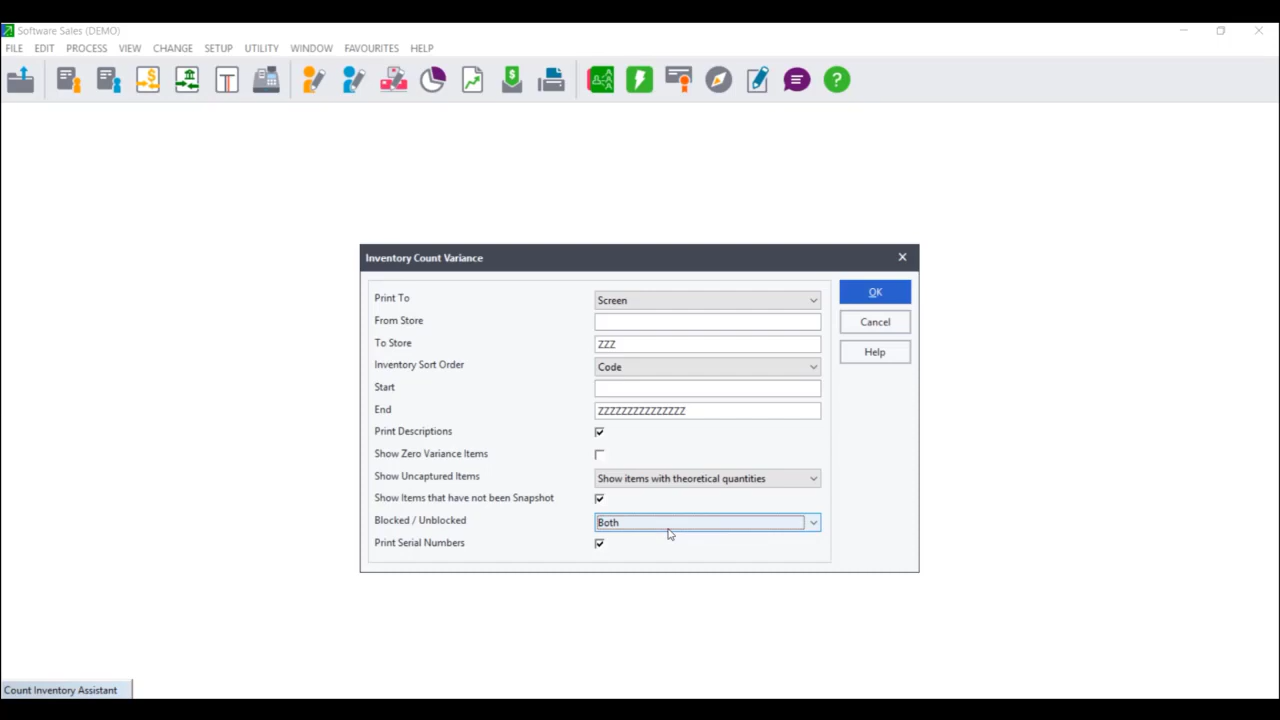 Software Sales (DEMO)
FILE EDIT PROCESS VIEW CHANGE SETUP UTILITY WINDOW FAVOURITES HELP
Inventory Count Variance
Print To Screen OK
From Store Cancel
To Store ZZZ Help
Inventory Sort Order Code
Start
End ZZZZZZZZZZZZZZZ
Print Descriptions
Show Zero Variance Items
Show Uncaptured Items Show items with theoretical quantities
Show Items that have not been Snapshot
Blocked / Unblocked Both
Print Serial Numbers
Count Inventory Assistant